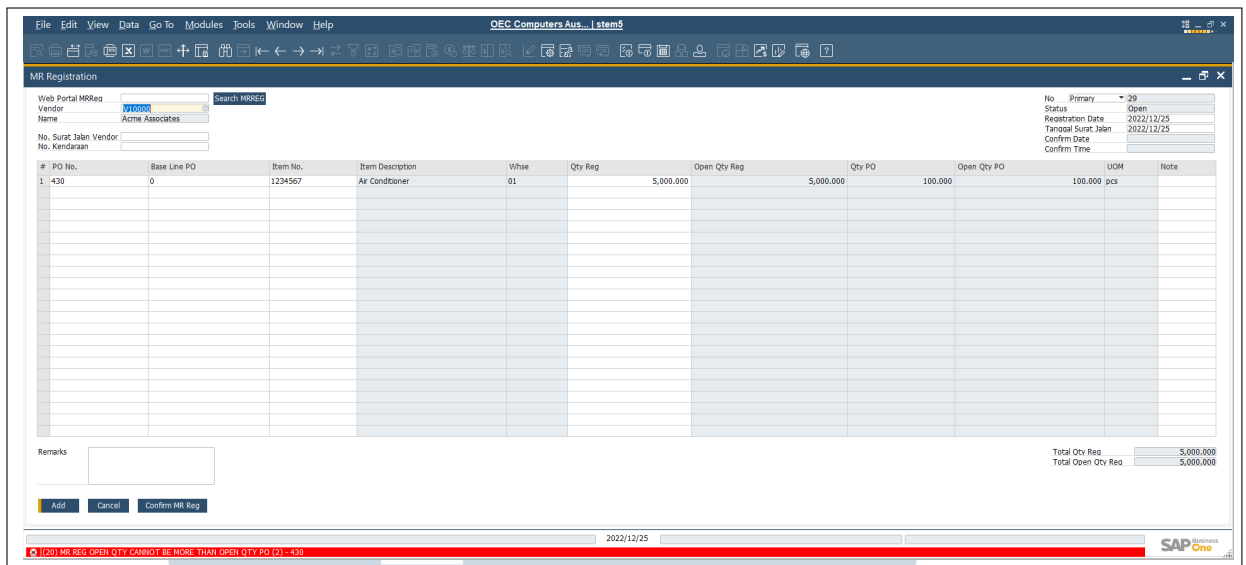 File Edit View Data Go To Modules Tools Window Help OEC Computers Aus... | stem5
MR Registration
Web Portal MRReg Search MRREG No Primary 29
Vendor V10000 Status Open
Name Acme Associates Registration Date 2022/12/25
Tanggal Surat Jalan 2022/12/25
No. Surat Jalan Vendor Confirm Date
No. Kendaraan Confirm Time
# PO No. Base Line PO Item No. Item Description Whse Qty Reg Open Qty Reg Qty PO Open Qty PO UOM Note
1 430 0 1234567 Air Conditioner 01 5,000.000 5,000.000 100.000 100.000 pcs
Remarks Total Qty Reg 5,000.000
Total Open Qty Reg 5,000.000
Add Cancel Confirm MR Reg
2022/12/25
(20) MR REG OPEN QTY CANNOT BE MORE THAN OPEN QTY PO (2) - 430
SAP Business One